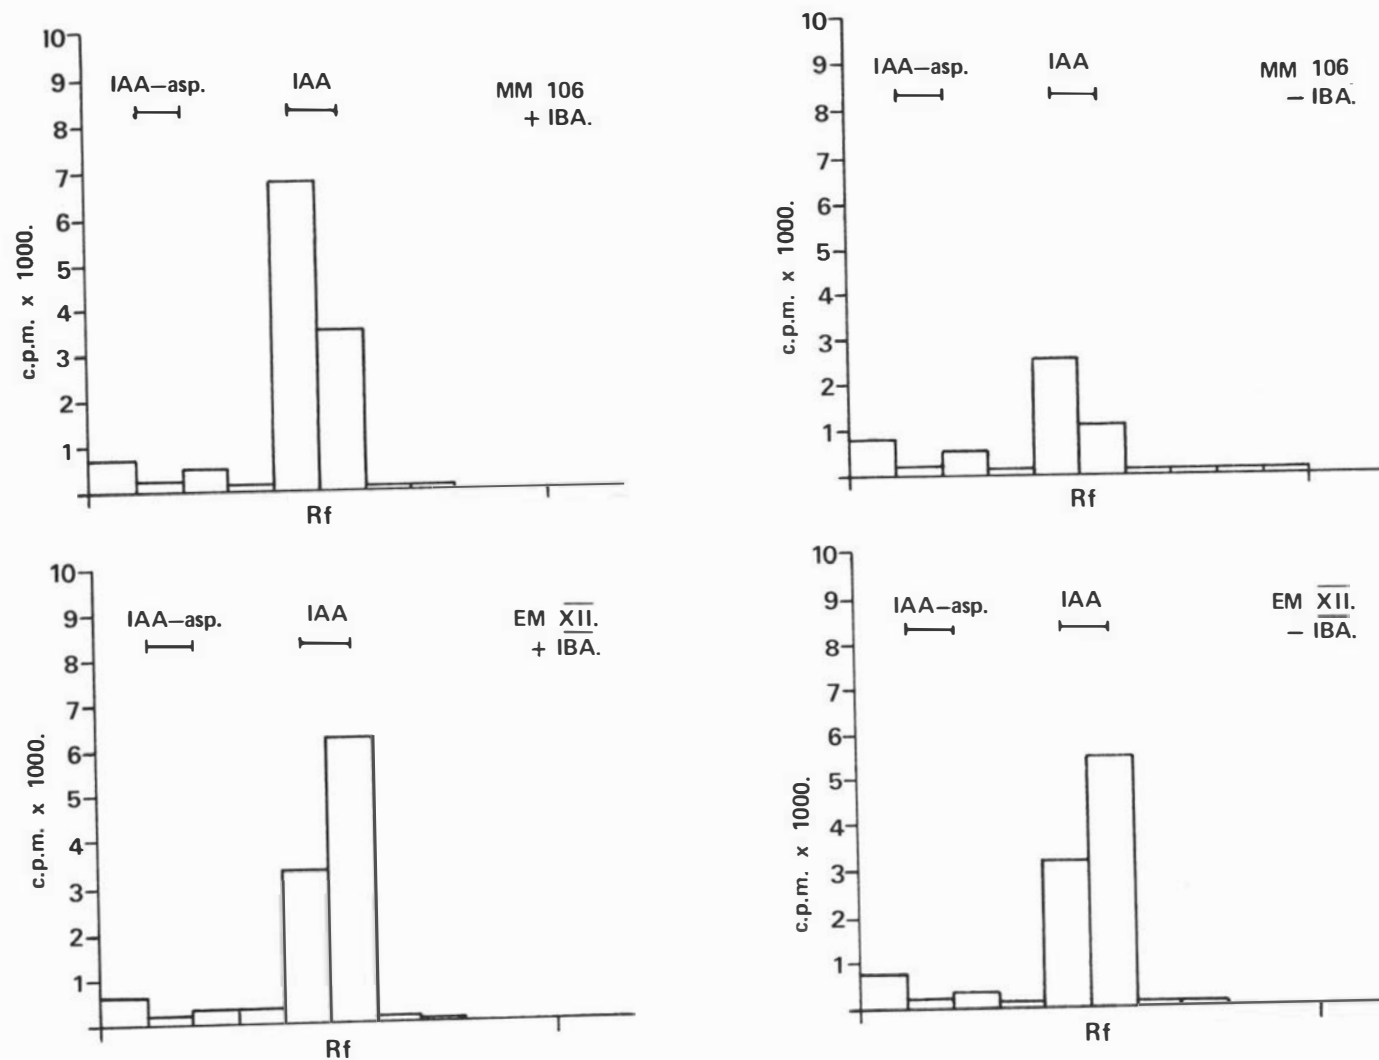 10
9
8
7
6
5
4
3
2
1
c.p.m. x 1000.
IAA–asp.
IAA
MM 106
+ IBA.
Rf
10
9
8
7
6
5
4
3
2
1
c.p.m. x 1000.
IAA–asp.
IAA
MM 106
– IBA.
Rf
10
9
8
7
6
5
4
3
2
1
c.p.m. x 1000.
IAA–asp.
IAA
EM XII.
+ IBA.
Rf
10
9
8
7
6
5
4
3
2
1
c.p.m. x 1000.
IAA–asp.
IAA
EM XII.
– IBA.
Rf